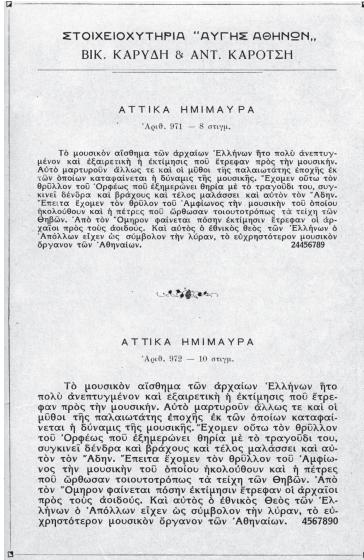 ΣΤΟΙΧΕΙΟΧΥΤΗΡΙΑ "ΑΥΓΗΣ ΑΘΗΝΩΝ,,
ΒΙΚ. ΚΑΡΥΔΗ & ΑΝΤ. ΚΑΡΟΤΣΗ
ΑΤΤΙΚΑ ΗΜΙΜΑΥΡΑ
Ἀριθ. 971 — 8 στιγμ.
Τὸ μουσικὸν αἴσθημα τῶν ἀρχαίων Ἑλλήνων ἦτο πολὺ ἀνεπτυγ-
μένον καὶ ἐξαιρετικὴ ἡ ἐκτίμησις ποῦ ἔτρεφαν πρὸς τὴν μουσικήν.
Αὐτὸ μαρτυροῦν ἄλλως τε καὶ οἱ μῦθοι τῆς παλαιωτάτης ἐποχῆς ἐκ
τῶν ὁποίων καταφαίνεται ἡ δύναμις τῆς μουσικῆς. Ἔχομεν οὕτω τὸν
θρῦλλον τοῦ Ὀρφέως ποῦ ἐξημερώνει θηρία μὲ τὸ τραγοῦδι του, συγ-
κινεῖ δένδρα καὶ βράχους καὶ τέλος μαλάσσει καὶ αὐτὸν τὸν Ἅδην.
Ἔπειτα ἔχομεν τὸν θρῦλον τοῦ Ἀμφίωνος τὴν μουσικὴν τοῦ ὁποίου
ἠκολούθουν καὶ ἡ πέτρες ποῦ ὤρθωσαν τοιουτοτρόπως τὰ τείχη τῶν
Θηβῶν. Ἀπὸ τὸν Ὅμηρον φαίνεται πόσην ἐκτίμησιν ἔτρεφαν οἱ ἀρ-
χαῖοι πρὸς τοὺς ἀοιδούς. Καὶ αὐτὸς ὁ ἐθνικὸς θεὸς τῶν Ἑλλήνων ὁ
Ἀπόλλων εἶχεν ὡς σύμβολον τὴν λύραν, τὸ εὐχρηστότερον μουσικὸν
ὄργανον τῶν Ἀθηναίων. 24456789
ΑΤΤΙΚΑ ΗΜΙΜΑΥΡΑ
Ἀριθ. 972 — 10 στιγμ.
Τὸ μουσικὸν αἴσθημα τῶν ἀρχαίων Ἑλλήνων ἦτο
πολὺ ἀνεπτυγμένον καὶ ἐξαιρετικὴ ἡ ἐκτίμησις ποῦ ἔτρε-
φαν πρὸς τὴν μουσικήν. Αὐτὸ μαρτυροῦν ἄλλως τε καὶ οἱ
μῦθοι τῆς παλαιωτάτης ἐποχῆς ἐκ τῶν ὁποίων καταφαί-
νεται ἡ δύναμις τῆς μουσικῆς. Ἔχομεν οὕτω τὸν θρῦλλον
τοῦ Ὀρφέως ποῦ ἐξημερώνει θηρία μὲ τὸ τραγοῦδι του,
συγκινεῖ δένδρα καὶ βράχους καὶ τέλος μαλάσσει καὶ αὐ-
τὸν τὸν Ἅδην. Ἔπειτα ἔχομεν τὸν θρῦλλον τοῦ Ἀμφίω-
νος τὴν μουσικὴν τοῦ ὁποίου ἠκολούθουν καὶ ἡ πέτρες
ποῦ ὤρθωσαν τοιουτοτρόπως τὰ τείχη τῶν Θηβῶν. Ἀπὸ
τὸν Ὅμηρον φαίνεται πόσην ἐκτίμησιν ἔτρεφαν οἱ ἀρχαῖοι
πρὸς τοὺς ἀοιδούς. Καὶ αὐτὸς ὁ ἐθνικὸς Θεὸς τῶν Ἑλ-
λήνων ὁ Ἀπόλλων εἶχεν ὡς σύμβολον τὴν λύραν, τὸ εὐ-
χρηστότερον μουσικὸν ὄργανον τῶν Ἀθηναίων. 4567890